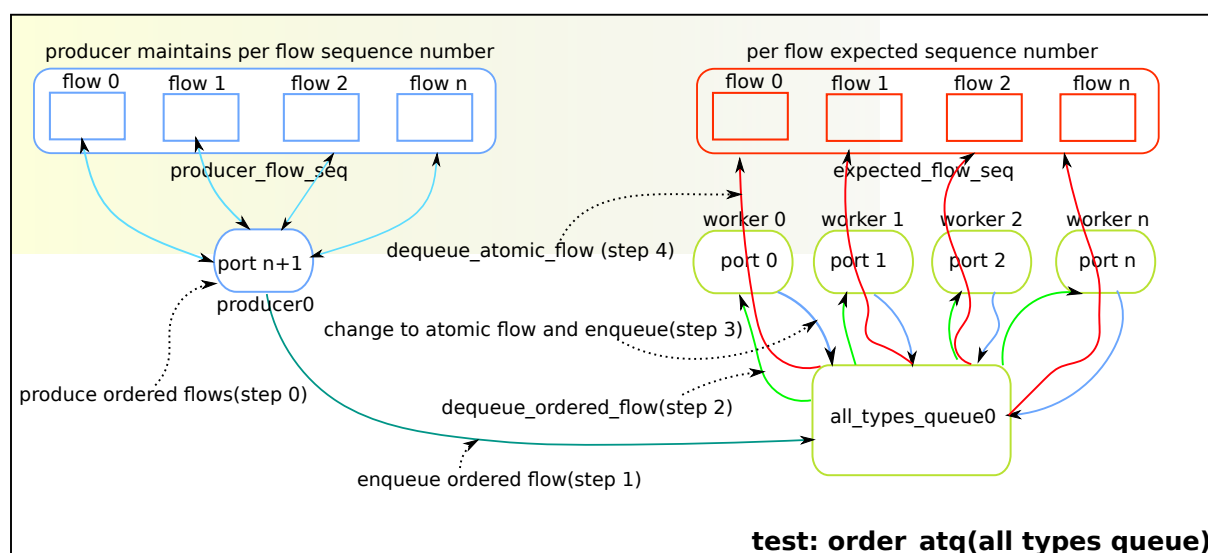 producer maintains per flow sequence number
flow 0
flow 1
flow 2
flow n
producer_flow_seq
per flow expected sequence number
flow 0
flow 1
flow 2
flow n
expected_flow_seq
worker 0
worker 1
worker 2
worker n
dequeue_atomic_flow (step 4)
port n+1
port 0
port 1
port 2
port n
producer0
change to atomic flow and enqueue(step 3)
produce ordered flows(step 0)
dequeue_ordered_flow(step 2)
all_types_queue0
enqueue ordered flow(step 1)
test: order_atq(all types queue)